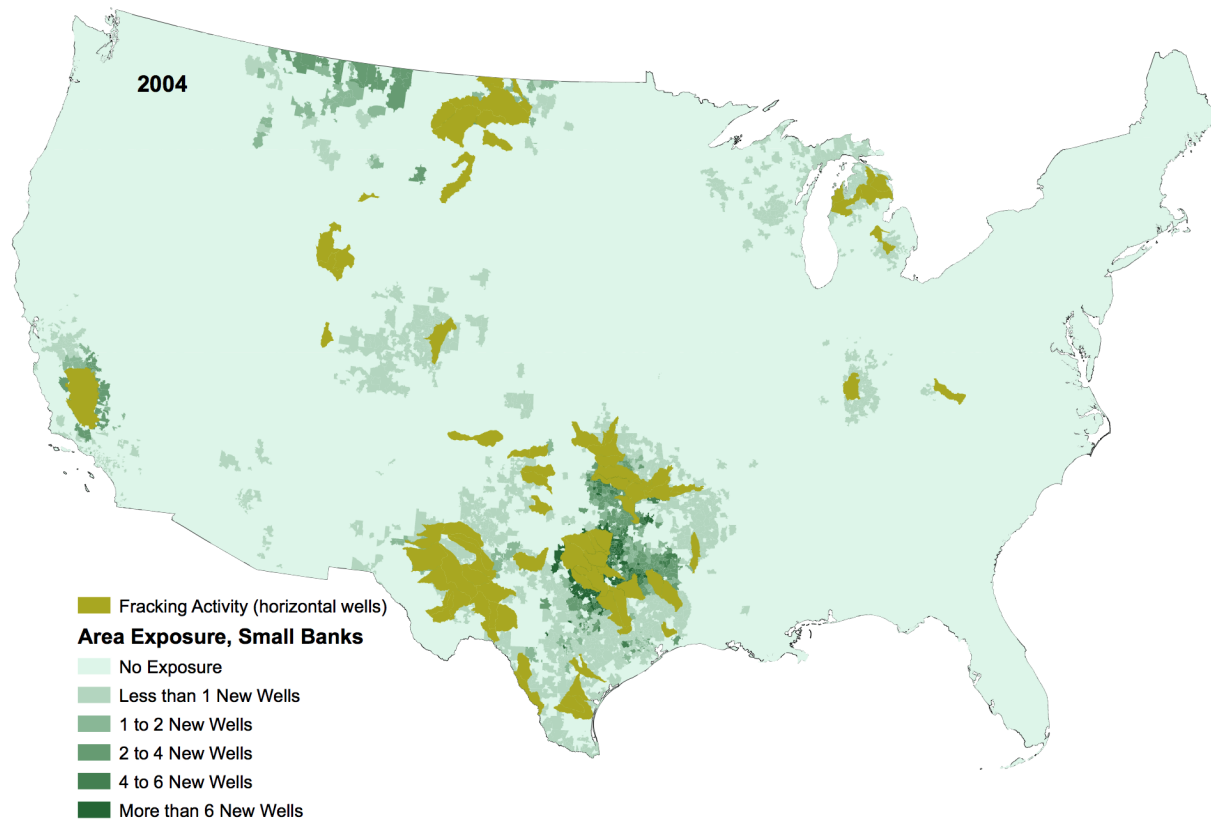 2004
Fracking Activity (horizontal wells)
Area Exposure, Small Banks
No Exposure
Less than 1 New Wells
1 to 2 New Wells
2 to 4 New Wells
4 to 6 New Wells
More than 6 New Wells